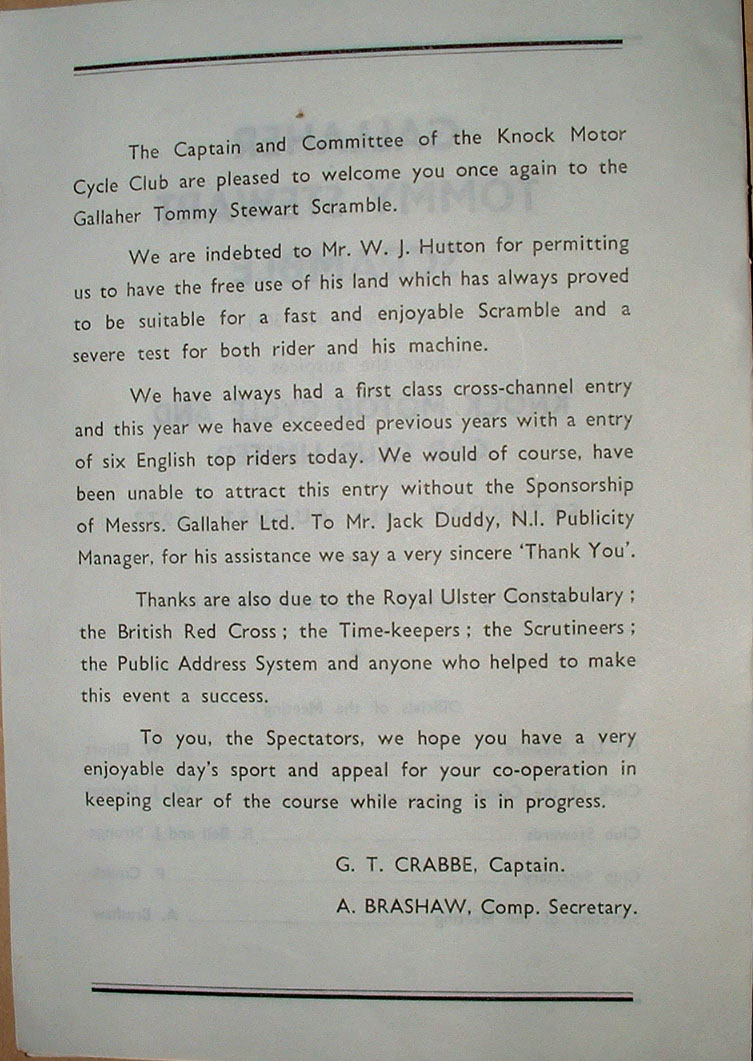 The Captain and Committee of the Knock Motor
Cycle Club are pleased to welcome you once again to the
Gallaher Tommy Stewart Scramble.
We are indebted to Mr. W. J. Hutton for permitting
us to have the free use of his land which has always proved
to be suitable for a fast and enjoyable Scramble and a
severe test for both rider and his machine.
We have always had a first class cross-channel entry
and this year we have exceeded previous years with a entry
of six English top riders today. We would of course, have
been unable to attract this entry without the Sponsorship
of Messrs. Gallaher Ltd. To Mr. Jack Duddy, N.I. Publicity
Manager, for his assistance we say a very sincere ‘Thank You’.
Thanks are also due to the Royal Ulster Constabulary ;
the British Red Cross ; the Time-keepers ; the Scrutineers ;
the Public Address System and anyone who helped to make
this event a success.
To you, the Spectators, we hope you have a very
enjoyable day's sport and appeal for your co-operation in
keeping clear of the course while racing is in progress.
G. T. CRABBE, Captain.
A. BRASHAW, Comp. Secretary.